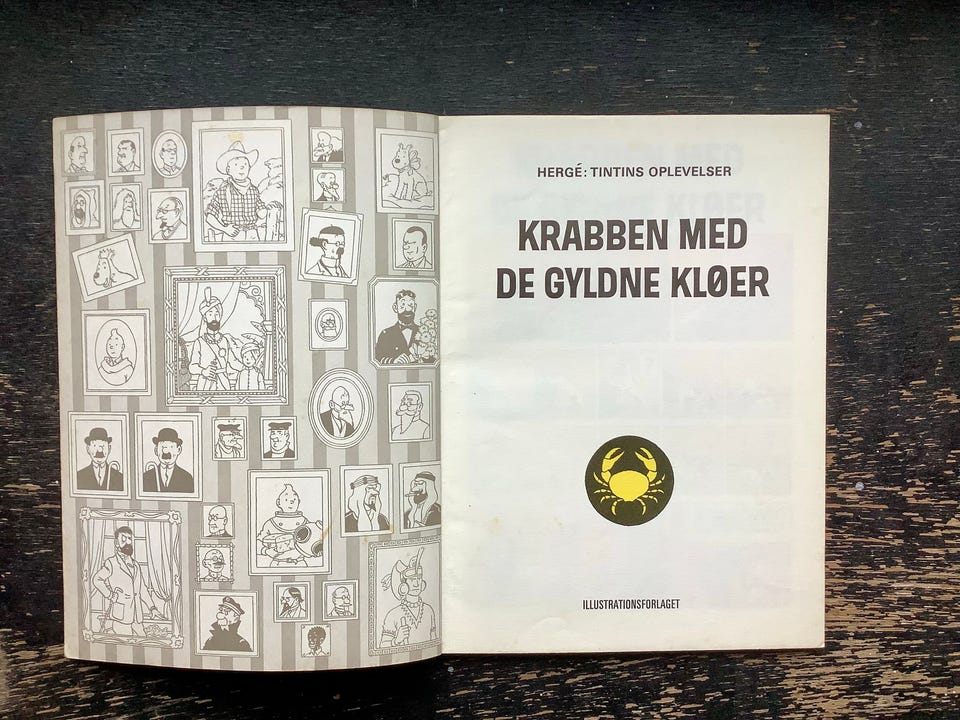 HERGÉ: TINTINS OPLEVELSER
KRABBEN MED
DE GYLDNE KLØER
ILLUSTRATIONSFORLAGET